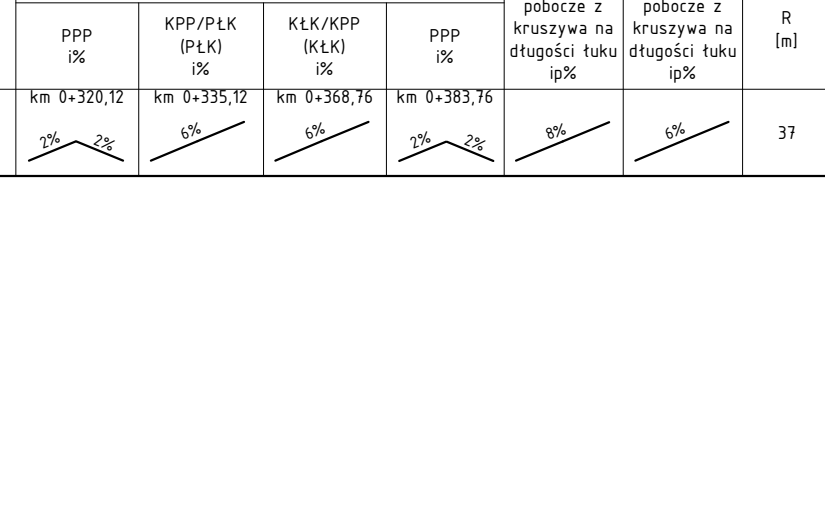 PPP
i%
KPP/PŁK
(PŁK)
i%
KŁK/KPP
(KŁK)
i%
PPP
i%
pobocze z
kruszywa na
długości łuku
ip%
pobocze z
kruszywa na
długości łuku
ip%
R
[m]
km 0+320,12
2% 2%
km 0+335,12
6%
km 0+368,76
6%
km 0+383,76
2% 2%
8%
6%
37